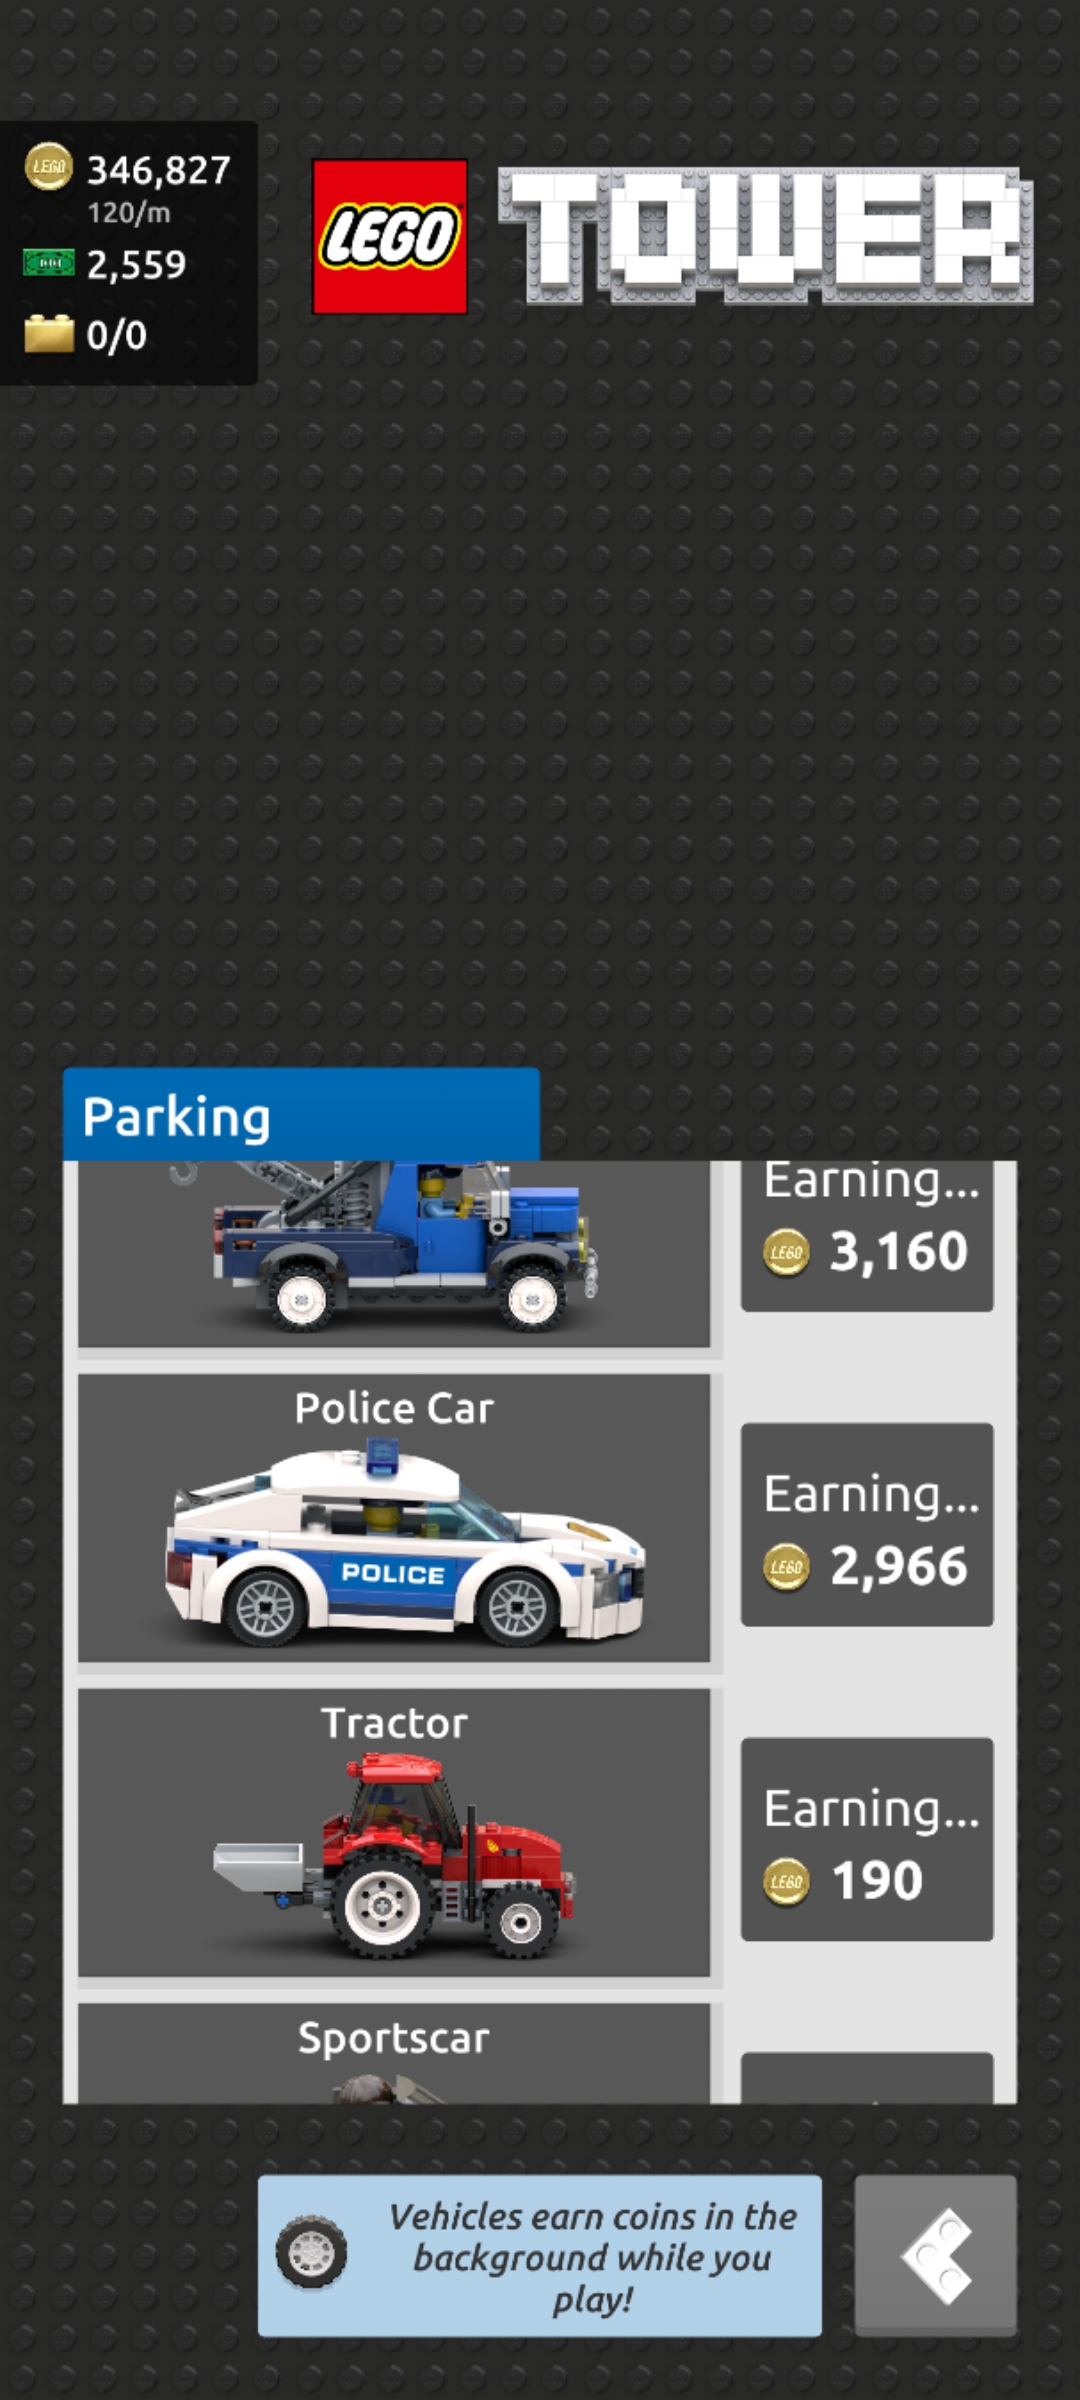 346,827
120/m
2,559
0/0
LEGO
TOWER
Parking
Earning...
3,160
Police Car
POLICE
Earning...
2,966
Tractor
Earning...
190
Sportscar
Vehicles earn coins in the
background while you
play!